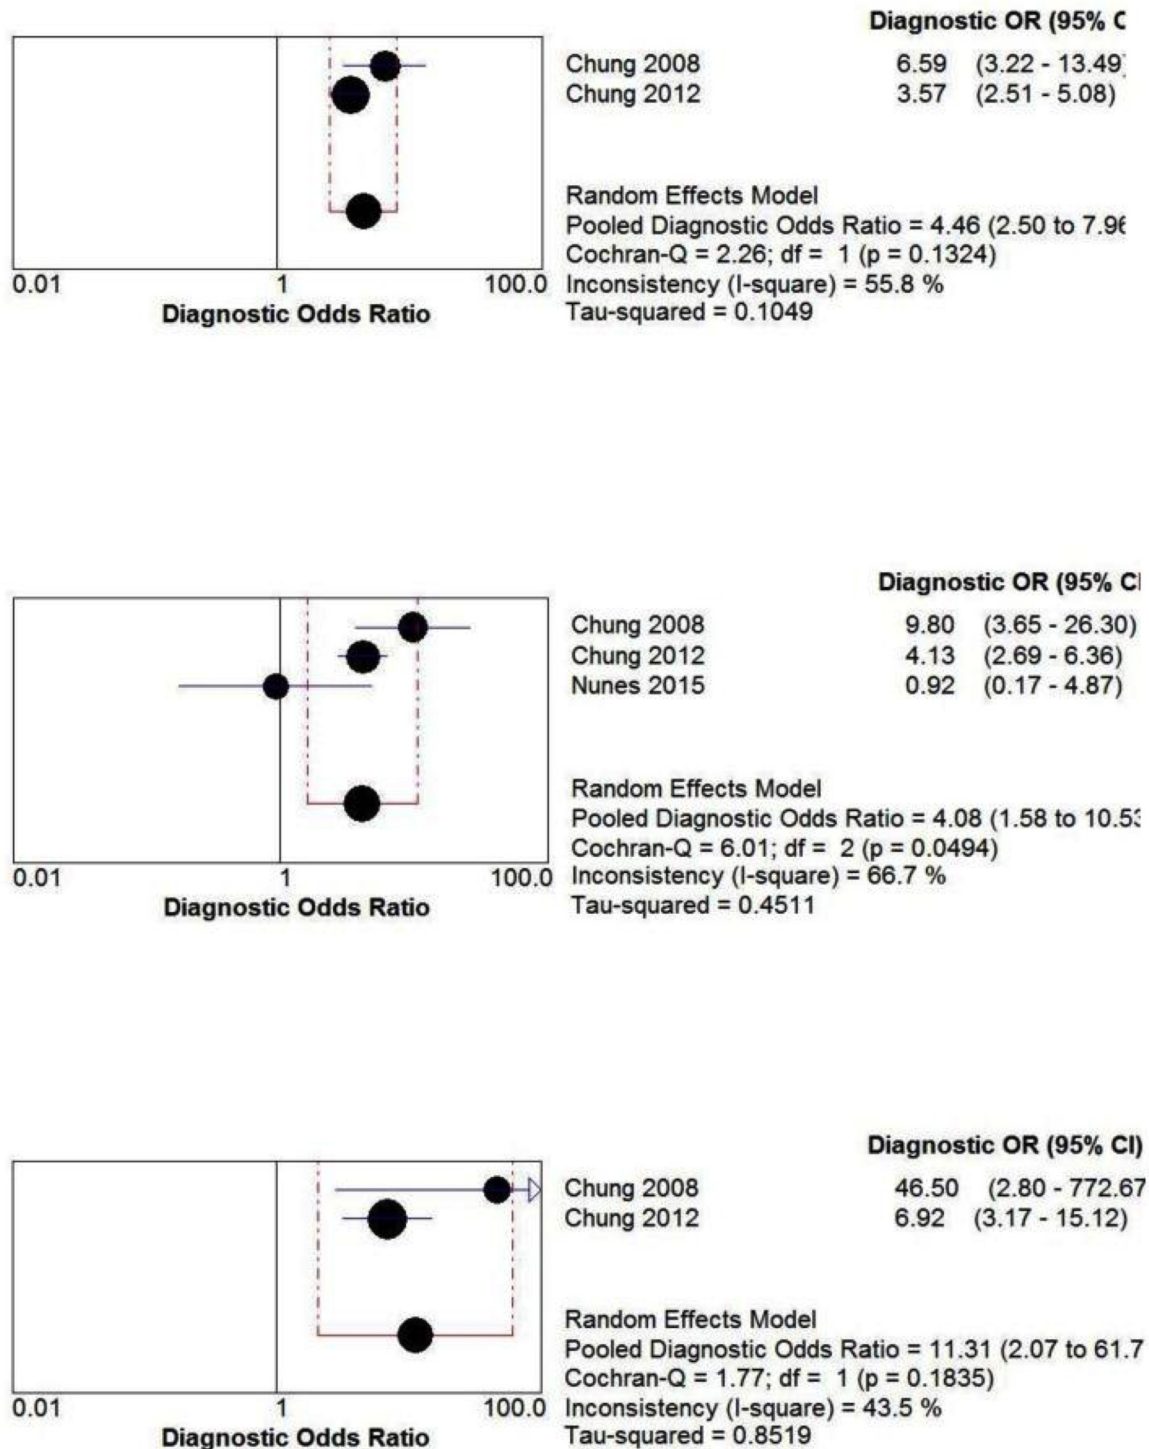 Diagnostic OR (95% C
Chung 2008 6.59 (3.22 - 13.49)
Chung 2012 3.57 (2.51 - 5.08)
Random Effects Model
Pooled Diagnostic Odds Ratio = 4.46 (2.50 to 7.96
Cochran-Q = 2.26; df = 1 (p = 0.1324)
Inconsistency (I-square) = 55.8 %
Tau-squared = 0.1049
0.01 1 100.0
Diagnostic Odds Ratio
Diagnostic OR (95% CI
Chung 2008 9.80 (3.65 - 26.30)
Chung 2012 4.13 (2.69 - 6.36)
Nunes 2015 0.92 (0.17 - 4.87)
Random Effects Model
Pooled Diagnostic Odds Ratio = 4.08 (1.58 to 10.53
Cochran-Q = 6.01; df = 2 (p = 0.0494)
Inconsistency (I-square) = 66.7 %
Tau-squared = 0.4511
0.01 1 100.0
Diagnostic Odds Ratio
Diagnostic OR (95% CI)
Chung 2008 46.50 (2.80 - 772.67
Chung 2012 6.92 (3.17 - 15.12)
Random Effects Model
Pooled Diagnostic Odds Ratio = 11.31 (2.07 to 61.7
Cochran-Q = 1.77; df = 1 (p = 0.1835)
Inconsistency (I-square) = 43.5 %
Tau-squared = 0.8519
0.01 1 100.0
Diagnostic Odds Ratio